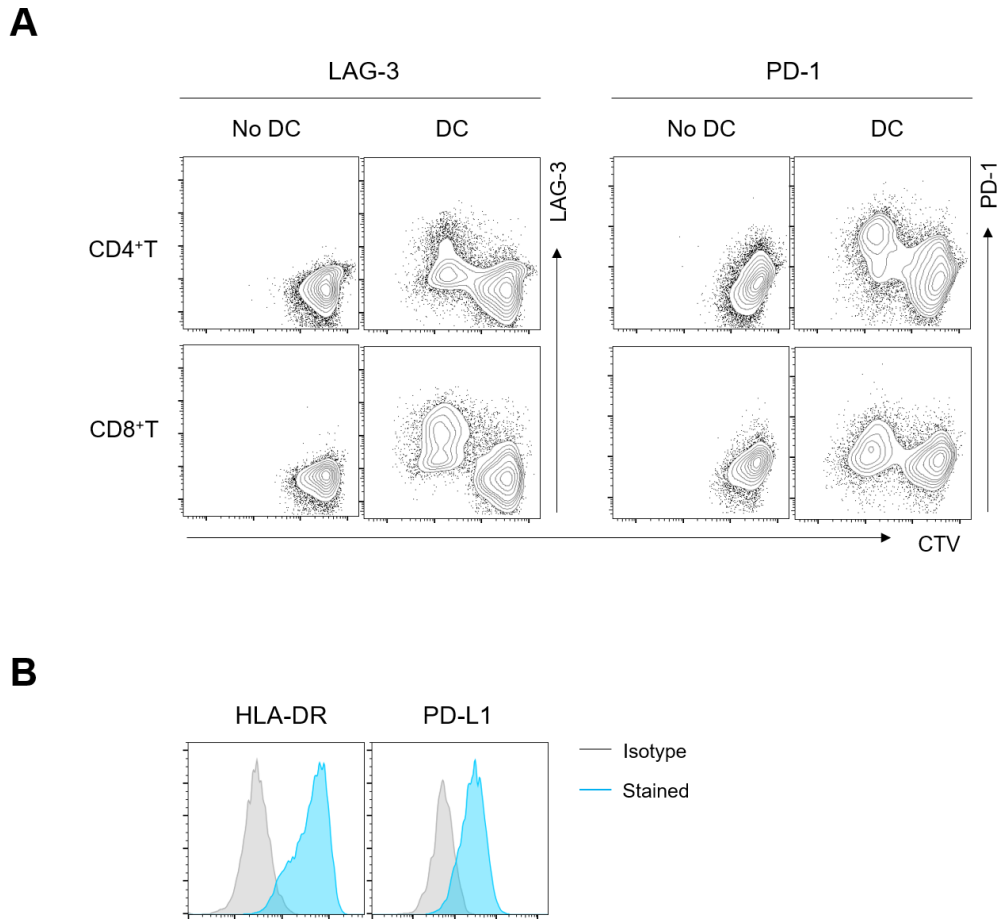 A
LAG-3
PD-1
No DC
DC
No DC
DC
LAG-3
PD-1
CD4⁺T
CD8⁺T
CTV
B
HLA-DR
PD-L1
Isotype
Stained